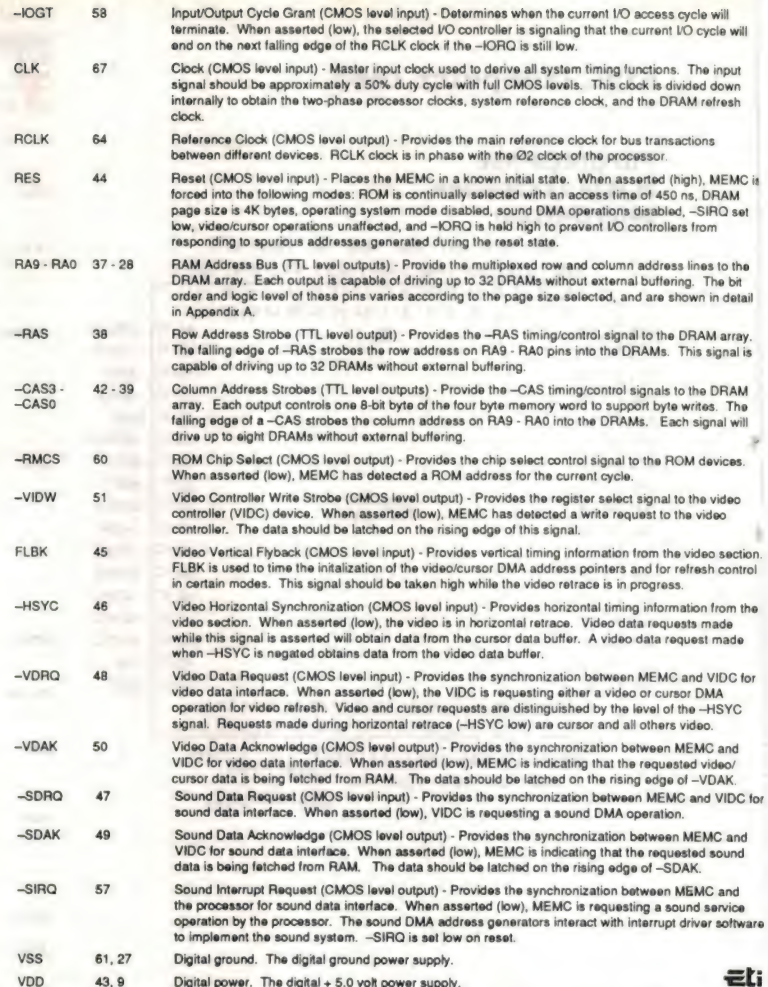 –IOGT 58 Input/Output Cycle Grant (CMOS level input) - Determines when the current I/O access cycle will
terminate. When asserted (low), the selected I/O controller is signaling that the current I/O cycle will
end on the next falling edge of the RCLK clock if the –IORQ is still low.
CLK 67 Clock (CMOS level input) - Master input clock used to derive all system timing functions. The input
signal should be approximately a 50% duty cycle with full CMOS levels. This clock is divided down
internally to obtain the two-phase processor clocks, system reference clock, and the DRAM refresh
clock.
RCLK 64 Reference Clock (CMOS level output) - Provides the main reference clock for bus transactions
between different devices. RCLK clock is in phase with the Ø2 clock of the processor.
RES 44 Reset (CMOS level input) - Places the MEMC in a known initial state. When asserted (high), MEMC is
forced into the following modes: ROM is continually selected with an access time of 450 ns, DRAM
page size is 4K bytes, operating system mode disabled, sound DMA operations disabled, –SIRQ set
low, video/cursor operations unaffected, and –IORQ is held high to prevent I/O controllers from
responding to spurious addresses generated during the reset state.
RA9 - RA0 37 - 28 RAM Address Bus (TTL level outputs) - Provide the multiplexed row and column address lines to the
DRAM array. Each output is capable of driving up to 32 DRAMs without external buffering. The bit
order and logic level of these pins varies according to the page size selected, and are shown in detail
in Appendix A.
–RAS 38 Row Address Strobe (TTL level output) - Provides the –RAS timing/control signal to the DRAM array.
The falling edge of –RAS strobes the row address on RA9 - RA0 pins into the DRAMs. This signal is
capable of driving up to 32 DRAMs without external buffering.
–CAS3 - 42 - 39 Column Address Strobes (TTL level outputs) - Provide the –CAS timing/control signals to the DRAM
–CAS0 array. Each output controls one 8-bit byte of the four byte memory word to support byte writes. The
falling edge of a –CAS strobes the column address on RA9 - RA0 into the DRAMs. Each signal will
drive up to eight DRAMs without external buffering.
–RMCS 60 ROM Chip Select (CMOS level output) - Provides the chip select control signal to the ROM devices.
When asserted (low), MEMC has detected a ROM address for the current cycle.
–VIDW 51 Video Controller Write Strobe (CMOS level output) - Provides the register select signal to the video
controller (VIDC) device. When asserted (low), MEMC has detected a write request to the video
controller. The data should be latched on the rising edge of this signal.
FLBK 45 Video Vertical Flyback (CMOS level input) - Provides vertical timing information from the video section.
FLBK is used to time the initalization of the video/cursor DMA address pointers and for refresh control
in certain modes. This signal should be taken high while the video retrace is in progress.
–HSYC 46 Video Horizontal Synchronization (CMOS level input) - Provides horizontal timing information from the
video section. When asserted (low), the video is in horizontal retrace. Video data requests made
while this signal is asserted will obtain data from the cursor data buffer. A video data request made
when –HSYC is negated obtains data from the video data buffer.
–VDRQ 48 Video Data Request (CMOS level input) - Provides the synchronization between MEMC and VIDC for
video data interface. When asserted (low), the VIDC is requesting either a video or cursor DMA
operation for video refresh. Video and cursor requests are distinguished by the level of the –HSYC
signal. Requests made during horizontal retrace (–HSYC low) are cursor and all others video.
–VDAK 50 Video Data Acknowledge (CMOS level output) - Provides the synchronization between MEMC and
VIDC for video data interface. When asserted (low), MEMC is indicating that the requested video/
cursor data is being fetched from RAM. The data should be latched on the rising edge of –VDAK.
–SDRQ 47 Sound Data Request (CMOS level input) - Provides the synchronization between MEMC and VIDC for
sound data interface. When asserted (low), VIDC is requesting a sound DMA operation.
–SDAK 49 Sound Data Acknowledge (CMOS level output) - Provides the synchronization between MEMC and
VIDC for sound data interface. When asserted (low), MEMC is indicating that the requested sound
data is being fetched from RAM. The data should be latched on the rising edge of –SDAK.
–SIRQ 57 Sound Interrupt Request (CMOS level output) - Provides the synchronization between MEMC and
the processor for sound data interface. When asserted (low), MEMC is requesting a sound service
operation by the processor. The sound DMA address generators interact with interrupt driver software
to implement the sound system. –SIRQ is set low on reset.
VSS 61, 27 Digital ground. The digital ground power supply.
VDD 43, 9 Digital power. The digital + 5.0 volt power supply.
eti